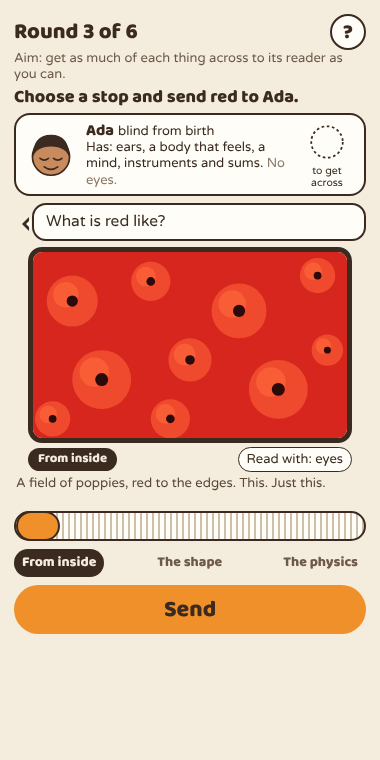 Round 3 of 6
?
Aim: get as much of each thing across to its reader as
you can.
Choose a stop and send red to Ada.
Ada blind from birth
Has: ears, a body that feels, a
mind, instruments and sums. No
eyes.
to get
across
What is red like?
From inside
Read with: eyes
A field of poppies, red to the edges. This. Just this.
From inside
The shape
The physics
Send